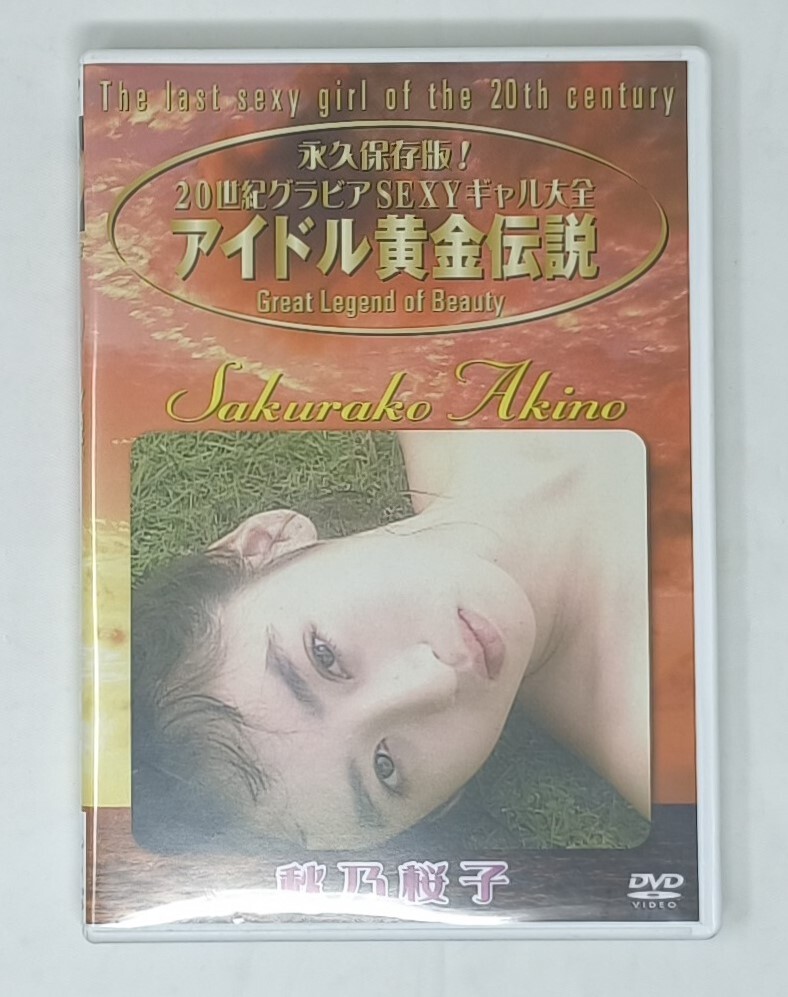 The last sexy girl of the 20th century
永久保存版!
20世紀グラビアSEXYギャル大全
アイドル黄金伝説
Great Legend of Beauty
Sakurako Akino
秋乃桜子
DVD
VIDEO